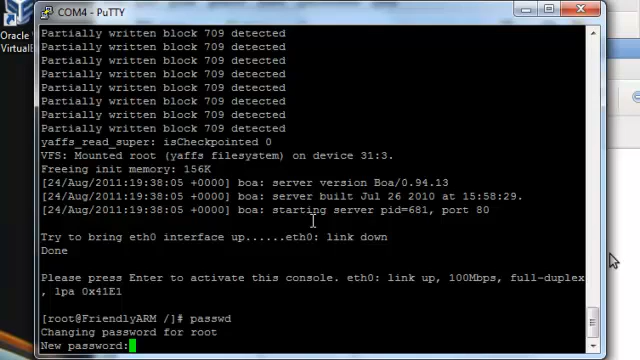 COM4 - PuTTY
Oracle
VirtualB
Partially written block 709 detected
Partially written block 709 detected
Partially written block 709 detected
Partially written block 709 detected
Partially written block 709 detected
Partially written block 709 detected
Partially written block 709 detected
Partially written block 709 detected
yaffs_read_super: isCheckpointed 0
VFS: Mounted root (yaffs filesystem) on device 31:3.
Freeing init memory: 156K
[24/Aug/2011:19:38:05 +0000] boa: server version Boa/0.94.13
[24/Aug/2011:19:38:05 +0000] boa: server built Jul 26 2010 at 15:58:29.
[24/Aug/2011:19:38:05 +0000] boa: starting server pid=681, port 80
Try to bring eth0 interface up......eth0: link down
Done
Please press Enter to activate this console. eth0: link up, 100Mbps, full-duplex
, lpa 0x41E1
[root@FriendlyARM /]# passwd
Changing password for root
New password: